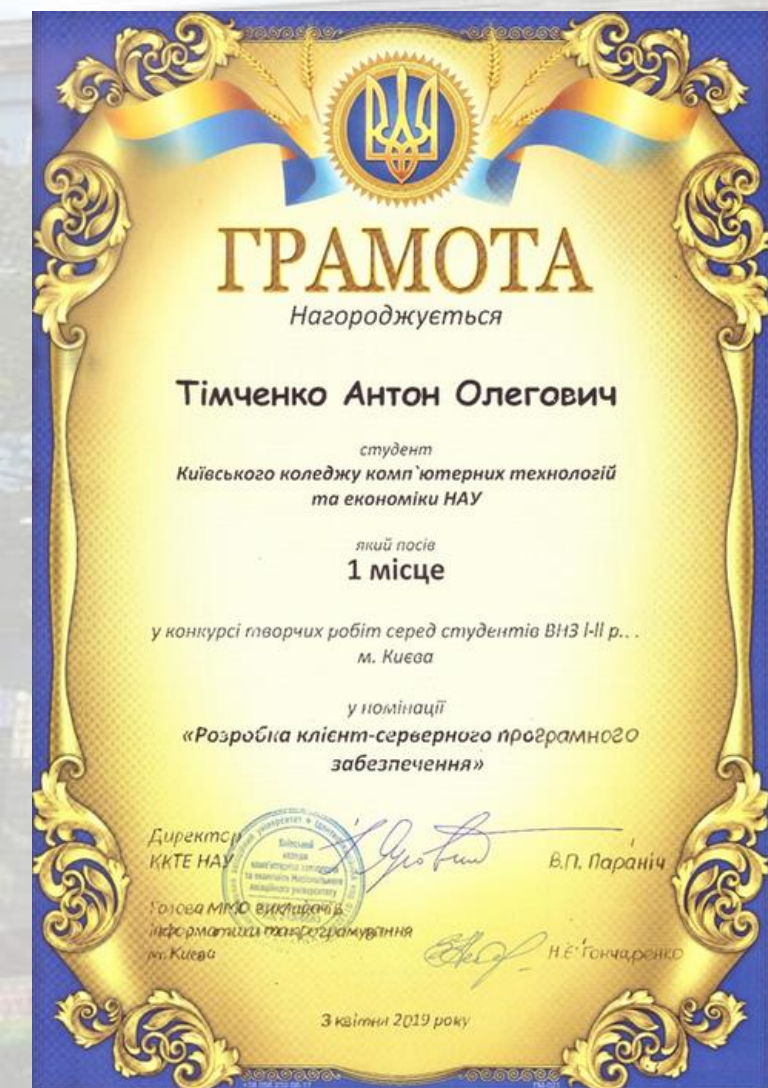 ГРАМОТА
Нагороджується
Тімченко Антон Олегович
студент
Київського коледжу комп`ютерних технологій
та економіки НАУ
який посів
1 місце
у конкурсі творчих робіт серед студентів ВНЗ І-ІІ р.. .
м. Києва
у номінації
«Розробка клієнт-серверного програмного
забезпечення»
Директор
ККТЕ НАУ
В.П. Параніч
Голова ММО викладачів
інформатики та програмування
м. Києва
Н.Є. Гончаренко
3 квітня 2019 року